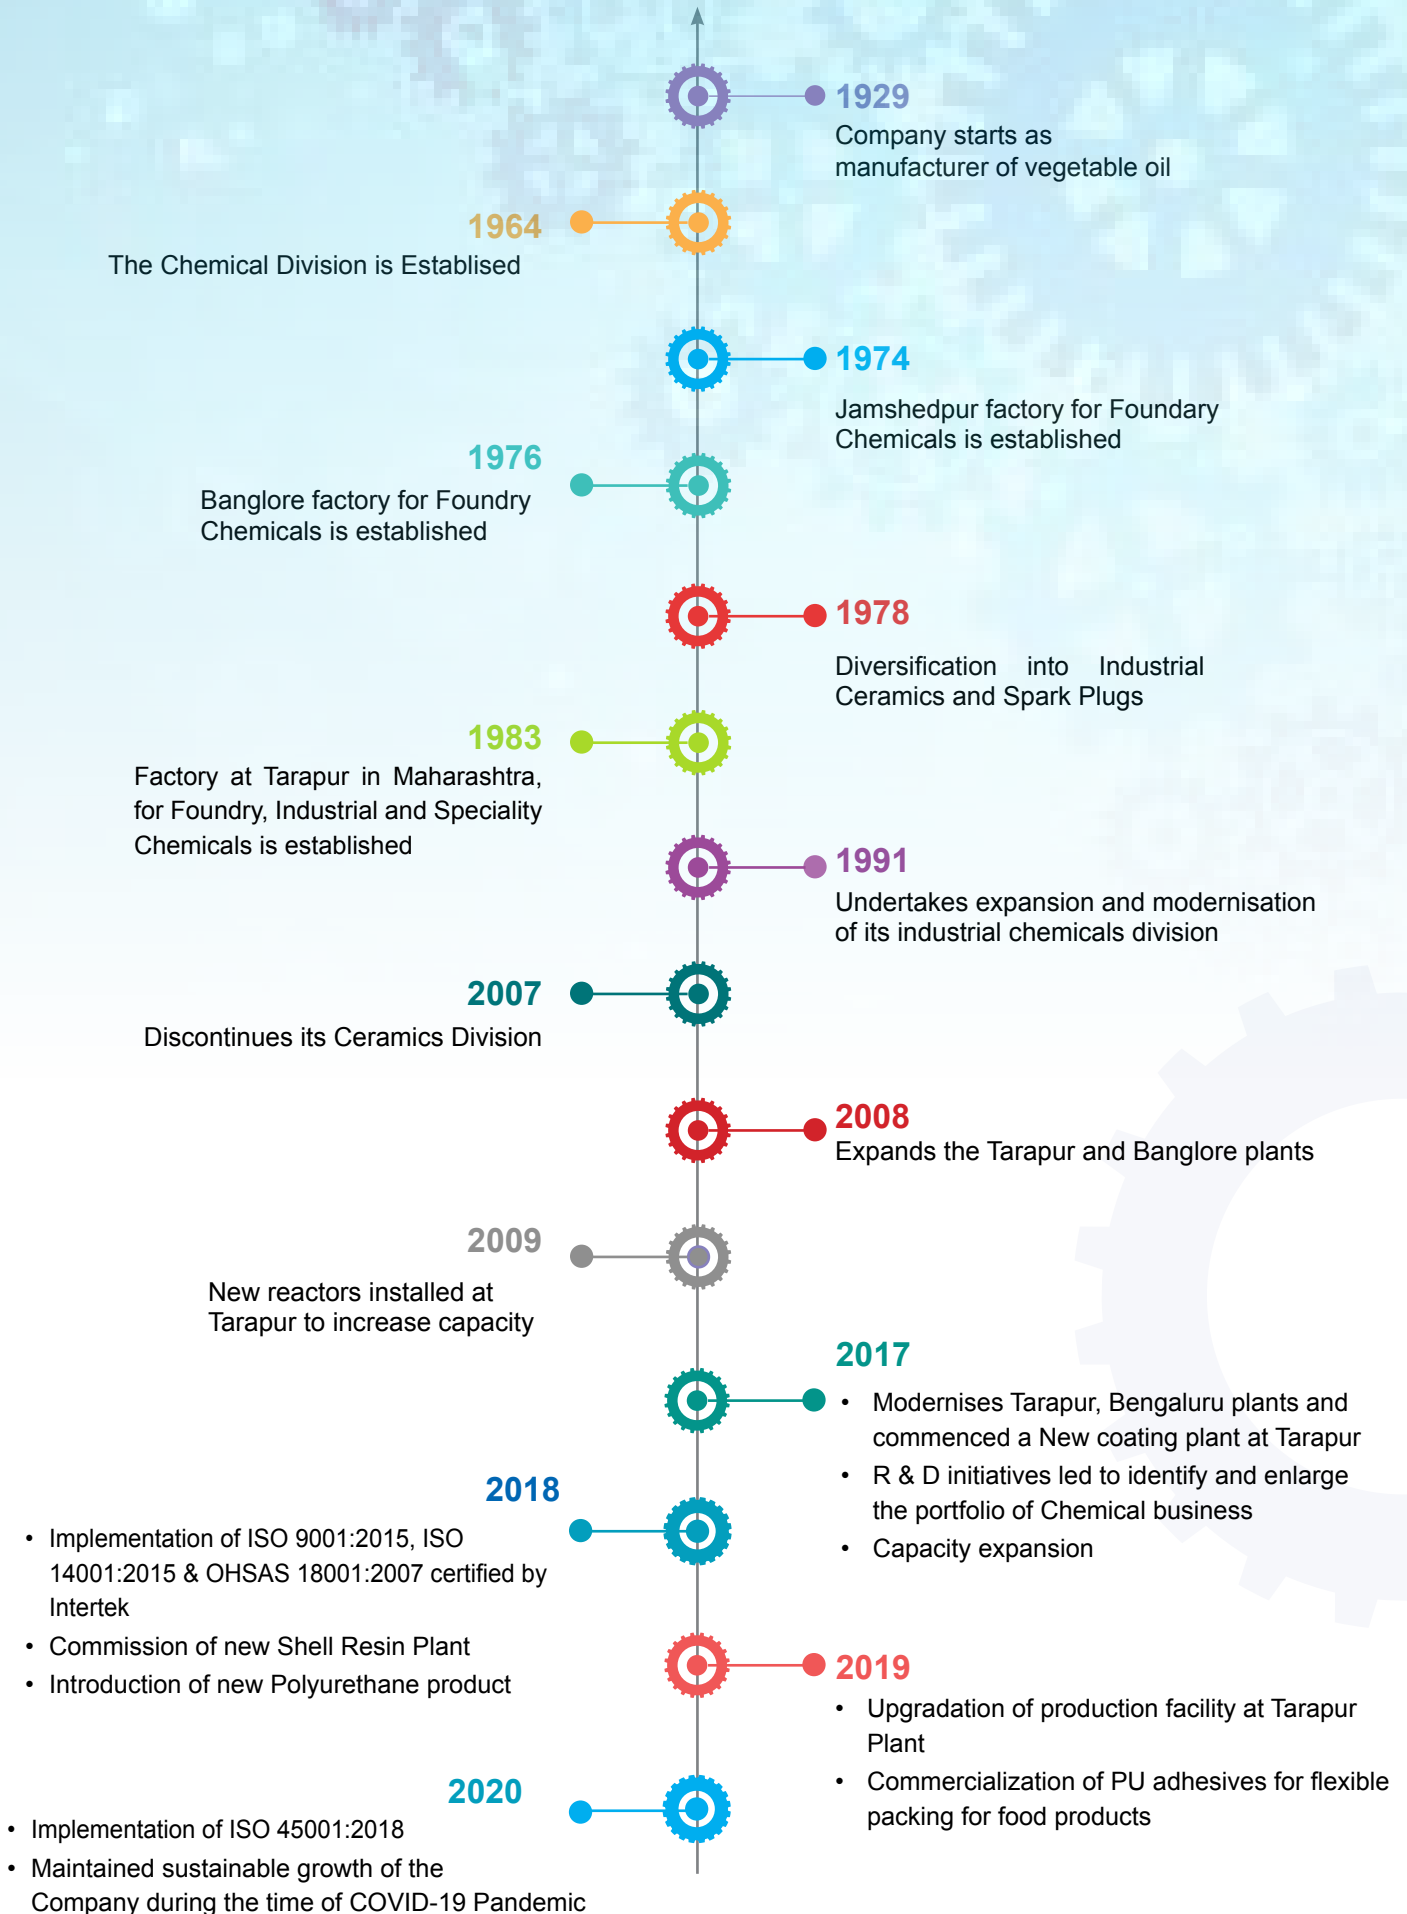 1929
Company starts as
manufacturer of vegetable oil
1964
The Chemical Division is Establised
1974
Jamshedpur factory for Foundary
Chemicals is established
1976
Banglore factory for Foundry
Chemicals is established
1978
Diversification into Industrial
Ceramics and Spark Plugs
1983
Factory at Tarapur in Maharashtra,
for Foundry, Industrial and Speciality
Chemicals is established
1991
Undertakes expansion and modernisation
of its industrial chemicals division
2007
Discontinues its Ceramics Division
2008
Expands the Tarapur and Banglore plants
2009
New reactors installed at
Tarapur to increase capacity
2017
• Modernises Tarapur, Bengaluru plants and
commenced a New coating plant at Tarapur
• R & D initiatives led to identify and enlarge
the portfolio of Chemical business
• Capacity expansion
2018
• Implementation of ISO 9001:2015, ISO
14001:2015 & OHSAS 18001:2007 certified by
Intertek
• Commission of new Shell Resin Plant
• Introduction of new Polyurethane product
2019
• Upgradation of production facility at Tarapur
Plant
• Commercialization of PU adhesives for flexible
packing for food products
2020
• Implementation of ISO 45001:2018
• Maintained sustainable growth of the
Company during the time of COVID-19 Pandemic